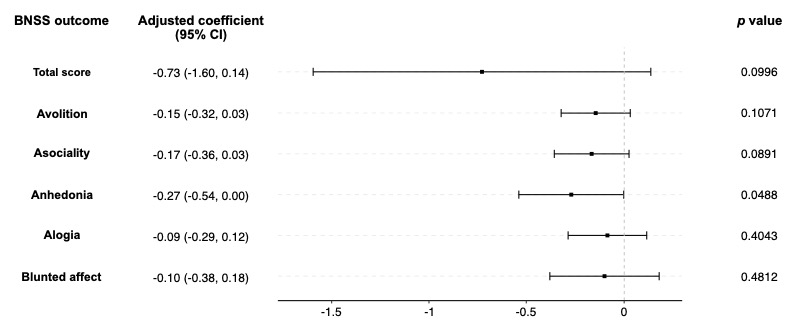 BNSS outcome Adjusted coefficient (95% CI) p value
Total score -0.73 (-1.60, 0.14) 0.0996
Avolition -0.15 (-0.32, 0.03) 0.1071
Asociality -0.17 (-0.36, 0.03) 0.0891
Anhedonia -0.27 (-0.54, 0.00) 0.0488
Alogia -0.09 (-0.29, 0.12) 0.4043
Blunted affect -0.10 (-0.38, 0.18) 0.4812
-1.5 -1 -0.5 0